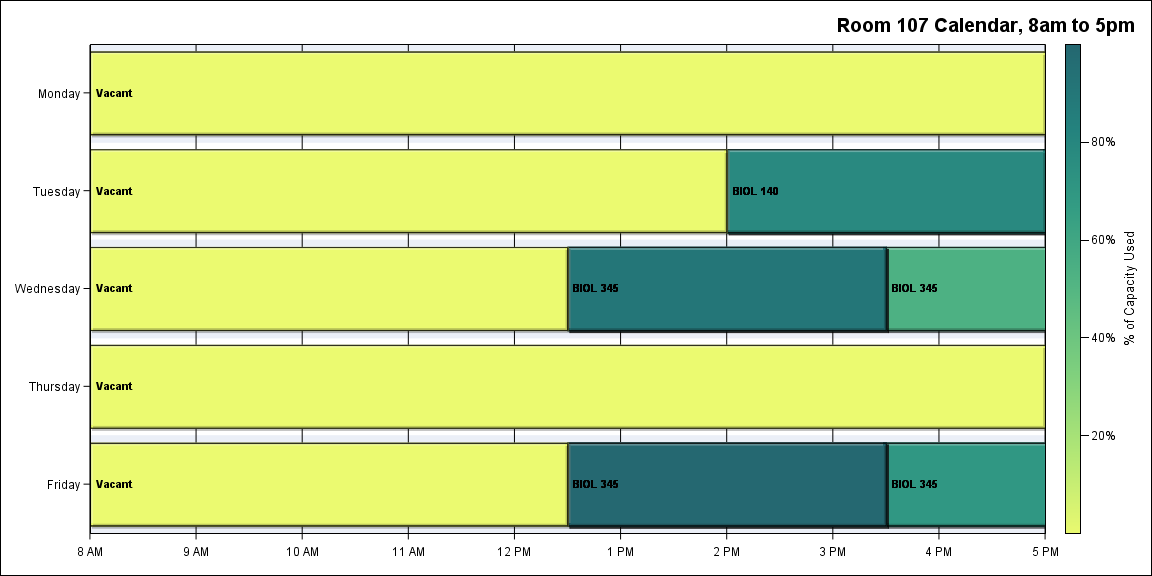 Room 107 Calendar, 8am to 5pm
Monday
Vacant
Tuesday
Vacant
BIOL 140
Wednesday
Vacant
BIOL 345
BIOL 345
Thursday
Vacant
Friday
Vacant
BIOL 345
BIOL 345
8 AM
9 AM
10 AM
11 AM
12 PM
1 PM
2 PM
3 PM
4 PM
5 PM
80%
60%
40%
20%
% of Capacity Used